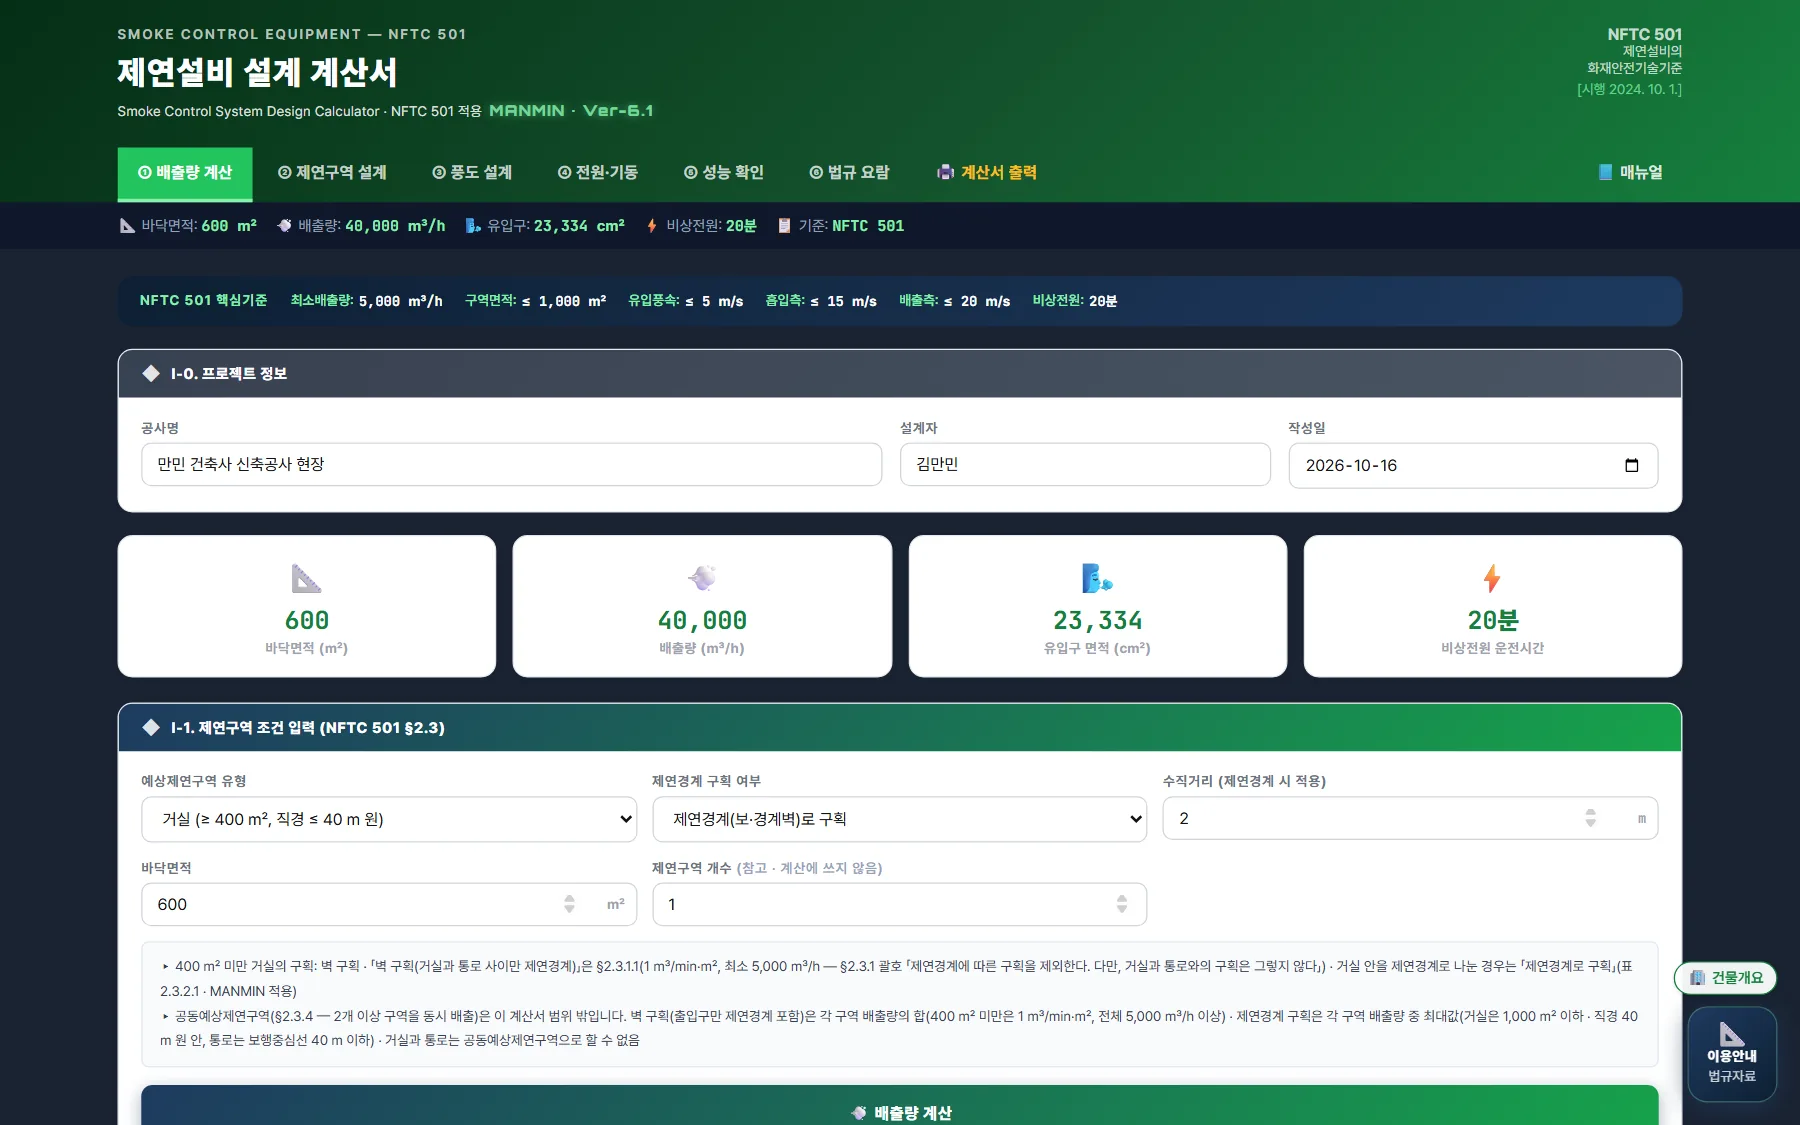 SMOKE CONTROL EQUIPMENT — NFTC 501
제연설비 설계 계산서
Smoke Control System Design Calculator · NFTC 501 적용 MANMIN · Ver-6.1
NFTC 501
제연설비의
화재안전기술기준
[시행 2024. 10. 1.]
① 배출량 계산 ② 제연구역 설계 ③ 풍도 설계 ④ 전원·기동 ⑤ 성능 확인 ⑥ 법규 요람 계산서 출력 매뉴얼
바닥면적: 600 m² 배출량: 40,000 m³/h 유입구: 23,334 cm² 비상전원: 20분 기준: NFTC 501
NFTC 501 핵심기준 최소배출량: 5,000 m³/h 구역면적: ≤ 1,000 m² 유입풍속: ≤ 5 m/s 흡입측: ≤ 15 m/s 배출측: ≤ 20 m/s 비상전원: 20분
I-0. 프로젝트 정보
공사명 설계자 작성일
만민 건축사 신축공사 현장 김만민 2026-10-16
600 40,000 23,334 20분
바닥면적 (m²) 배출량 (m³/h) 유입구 면적 (cm²) 비상전원 운전시간
I-1. 제연구역 조건 입력 (NFTC 501 §2.3)
예상제연구역 유형 제연경계 구획 여부 수직거리 (제연경계 시 적용)
거실 (≥ 400 m², 직경 ≤ 40 m 원) 제연경계(보·경계벽)로 구획 2 m
바닥면적 제연구역 개수 (참고 · 계산에 쓰지 않음)
600 m² 1
‣ 400 m² 미만 거실의 구획: 벽 구획 · 「벽 구획(거실과 통로 사이만 제연경계)」은 §2.3.1.1(1 m³/min·m², 최소 5,000 m³/h — §2.3.1 괄호 「제연경계에 따른 구획을 제외한다. 다만, 거실과 통로와의 구획은 그렇지 않다」) · 거실 안을 제연경계로 나눈 경우는 「제연경계로 구획」(표
2.3.2.1 · MANMIN 적용)
‣ 공동예상제연구역(§2.3.4 — 2개 이상 구역을 동시 배출)은 이 계산서 범위 밖입니다. 벽 구획(출입구만 제연경계 포함)은 각 구역 배출량의 합(400 m² 미만은 1 m³/min·m², 전체 5,000 m³/h 이상) · 제연경계 구획은 각 구역 배출량 중 최대값(거실은 1,000 m² 이하 · 직경 40
m 원 안, 통로는 보행중심선 40 m 이하) · 거실과 통로는 공동예상제연구역으로 할 수 없음
배출량 계산
건물개요
이용안내
법규자료